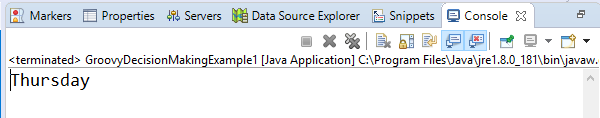 Markers Properties Servers Data Source Explorer Snippets Console
<terminated> GroovyDecisionMakingExample1 [Java Application] C:\Program Files\Java\jre1.8.0_181\bin\javaw.
Thursday